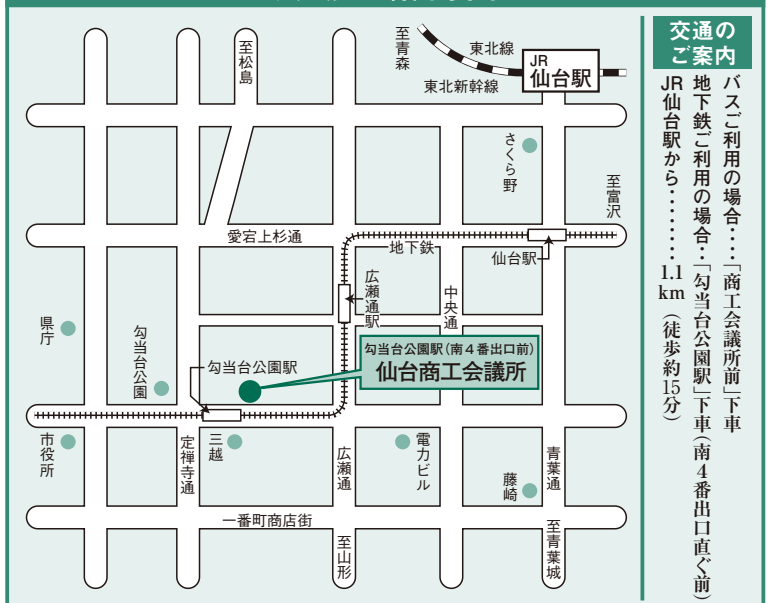 交通の
ご案内
バスご利用の場合‥‥「商工会議所前」下車
地下鉄ご利用の場合‥「勾当台公園駅」下車(南4番出口直ぐ前)
JR仙台駅から‥‥‥‥1.1km(徒歩約15分)
至青森
東北線
JR
仙台駅
東北新幹線
至松島
さくら野
至富沢
愛宕上杉通
地下鉄
仙台駅
広瀬通駅
中央通
県庁
勾当台公園
勾当台公園駅
勾当台公園駅(南4番出口前)
仙台商工会議所
市役所
定禅寺通
三越
広瀬通
電力ビル
藤崎
青葉通
一番町商店街
至山形
至青葉城